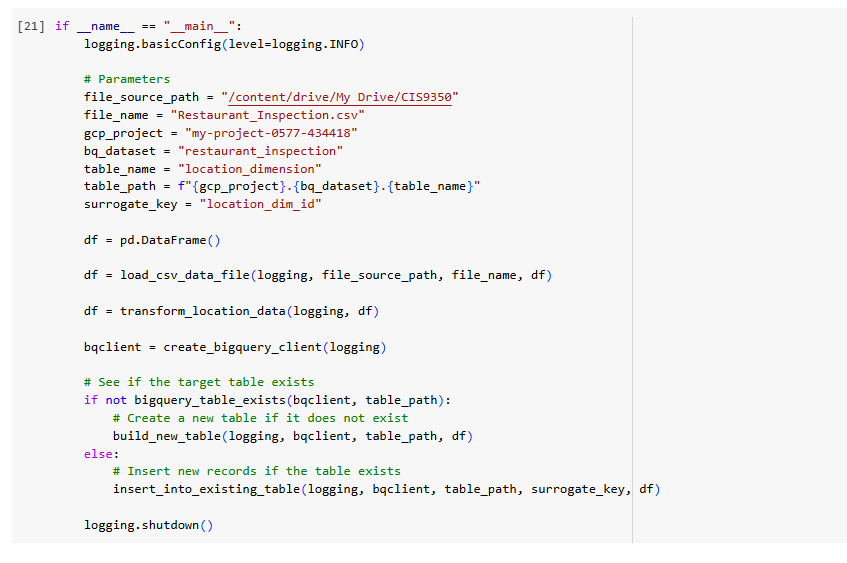 [21] if __name__ == "__main__":
    logging.basicConfig(level=logging.INFO)

    # Parameters
    file_source_path = "/content/drive/My Drive/CIS9350"
    file_name = "Restaurant_Inspection.csv"
    gcp_project = "my-project-0577-434418"
    bq_dataset = "restaurant_inspection"
    table_name = "location_dimension"
    table_path = f"{gcp_project}.{bq_dataset}.{table_name}"
    surrogate_key = "location_dim_id"

    df = pd.DataFrame()

    df = load_csv_data_file(logging, file_source_path, file_name, df)

    df = transform_location_data(logging, df)

    bqclient = create_bigquery_client(logging)

    # See if the target table exists
    if not bigquery_table_exists(bqclient, table_path):
        # Create a new table if it does not exist
        build_new_table(logging, bqclient, table_path, df)
    else:
        # Insert new records if the table exists
        insert_into_existing_table(logging, bqclient, table_path, surrogate_key, df)

    logging.shutdown()